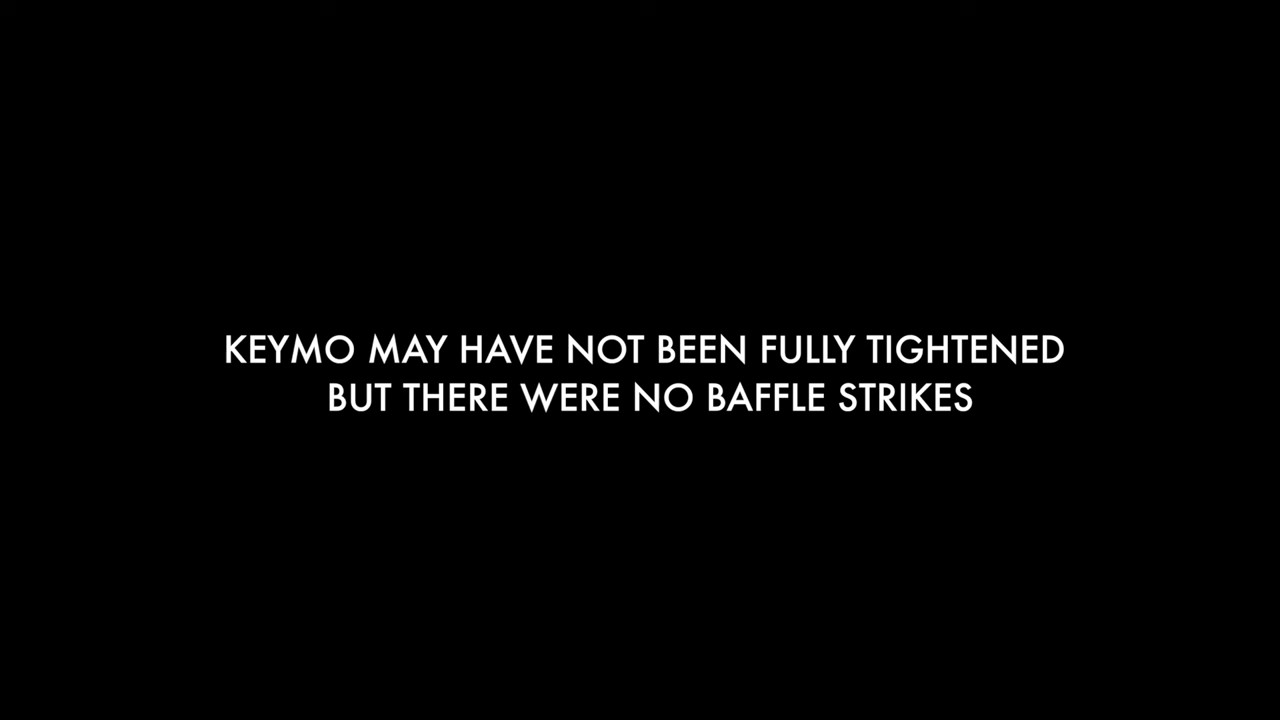 KEYMO MAY HAVE NOT BEEN FULLY TIGHTENED
BUT THERE WERE NO BAFFLE STRIKES